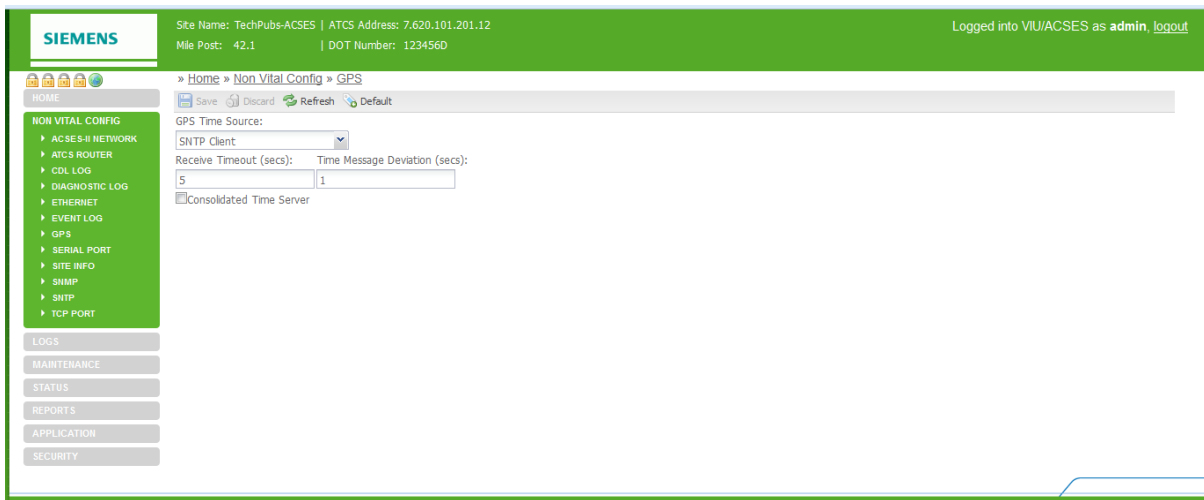 SIEMENS
Site Name: TechPubs-ACSES | ATCS Address: 7.620.101.201.12
Mile Post: 42.1 | DOT Number: 123456D
Logged into VIU/ACSES as admin, logout
» Home » Non Vital Config » GPS
HOME
Save Discard Refresh Default
NON VITAL CONFIG
ACSES-II NETWORK
ATCS ROUTER
CDL LOG
DIAGNOSTIC LOG
ETHERNET
EVENT LOG
GPS
SERIAL PORT
SITE INFO
SNMP
SNTP
TCP PORT
LOGS
MAINTENANCE
STATUS
REPORTS
APPLICATION
SECURITY
GPS Time Source:
SNTP Client
Receive Timeout (secs): Time Message Deviation (secs):
5 1
Consolidated Time Server